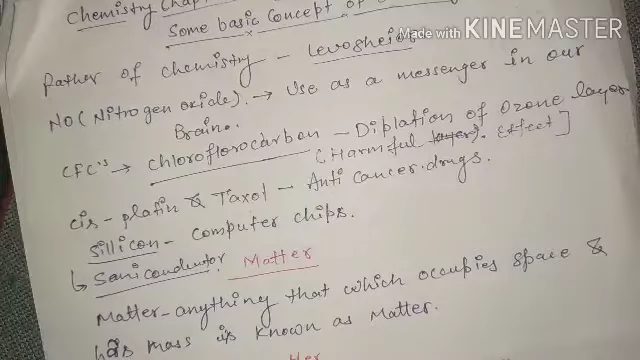 Chemistry Chap
Some basic Concept of
Made with KINEMASTER
Father of chemistry - Levosheior
NO (Nitrogen oxide). → Use as a messenger in our
Brain.
CFC's → chloroflorocarbon - Diplation of Ozone layer
(Harmful effect]
cis-platin & Taxol - Anti cancer drugs.
Sillicon - computer chips.
↳ Semiconductor. Matter
Matter - anything that which occupies space &
has mass is known as Matter.